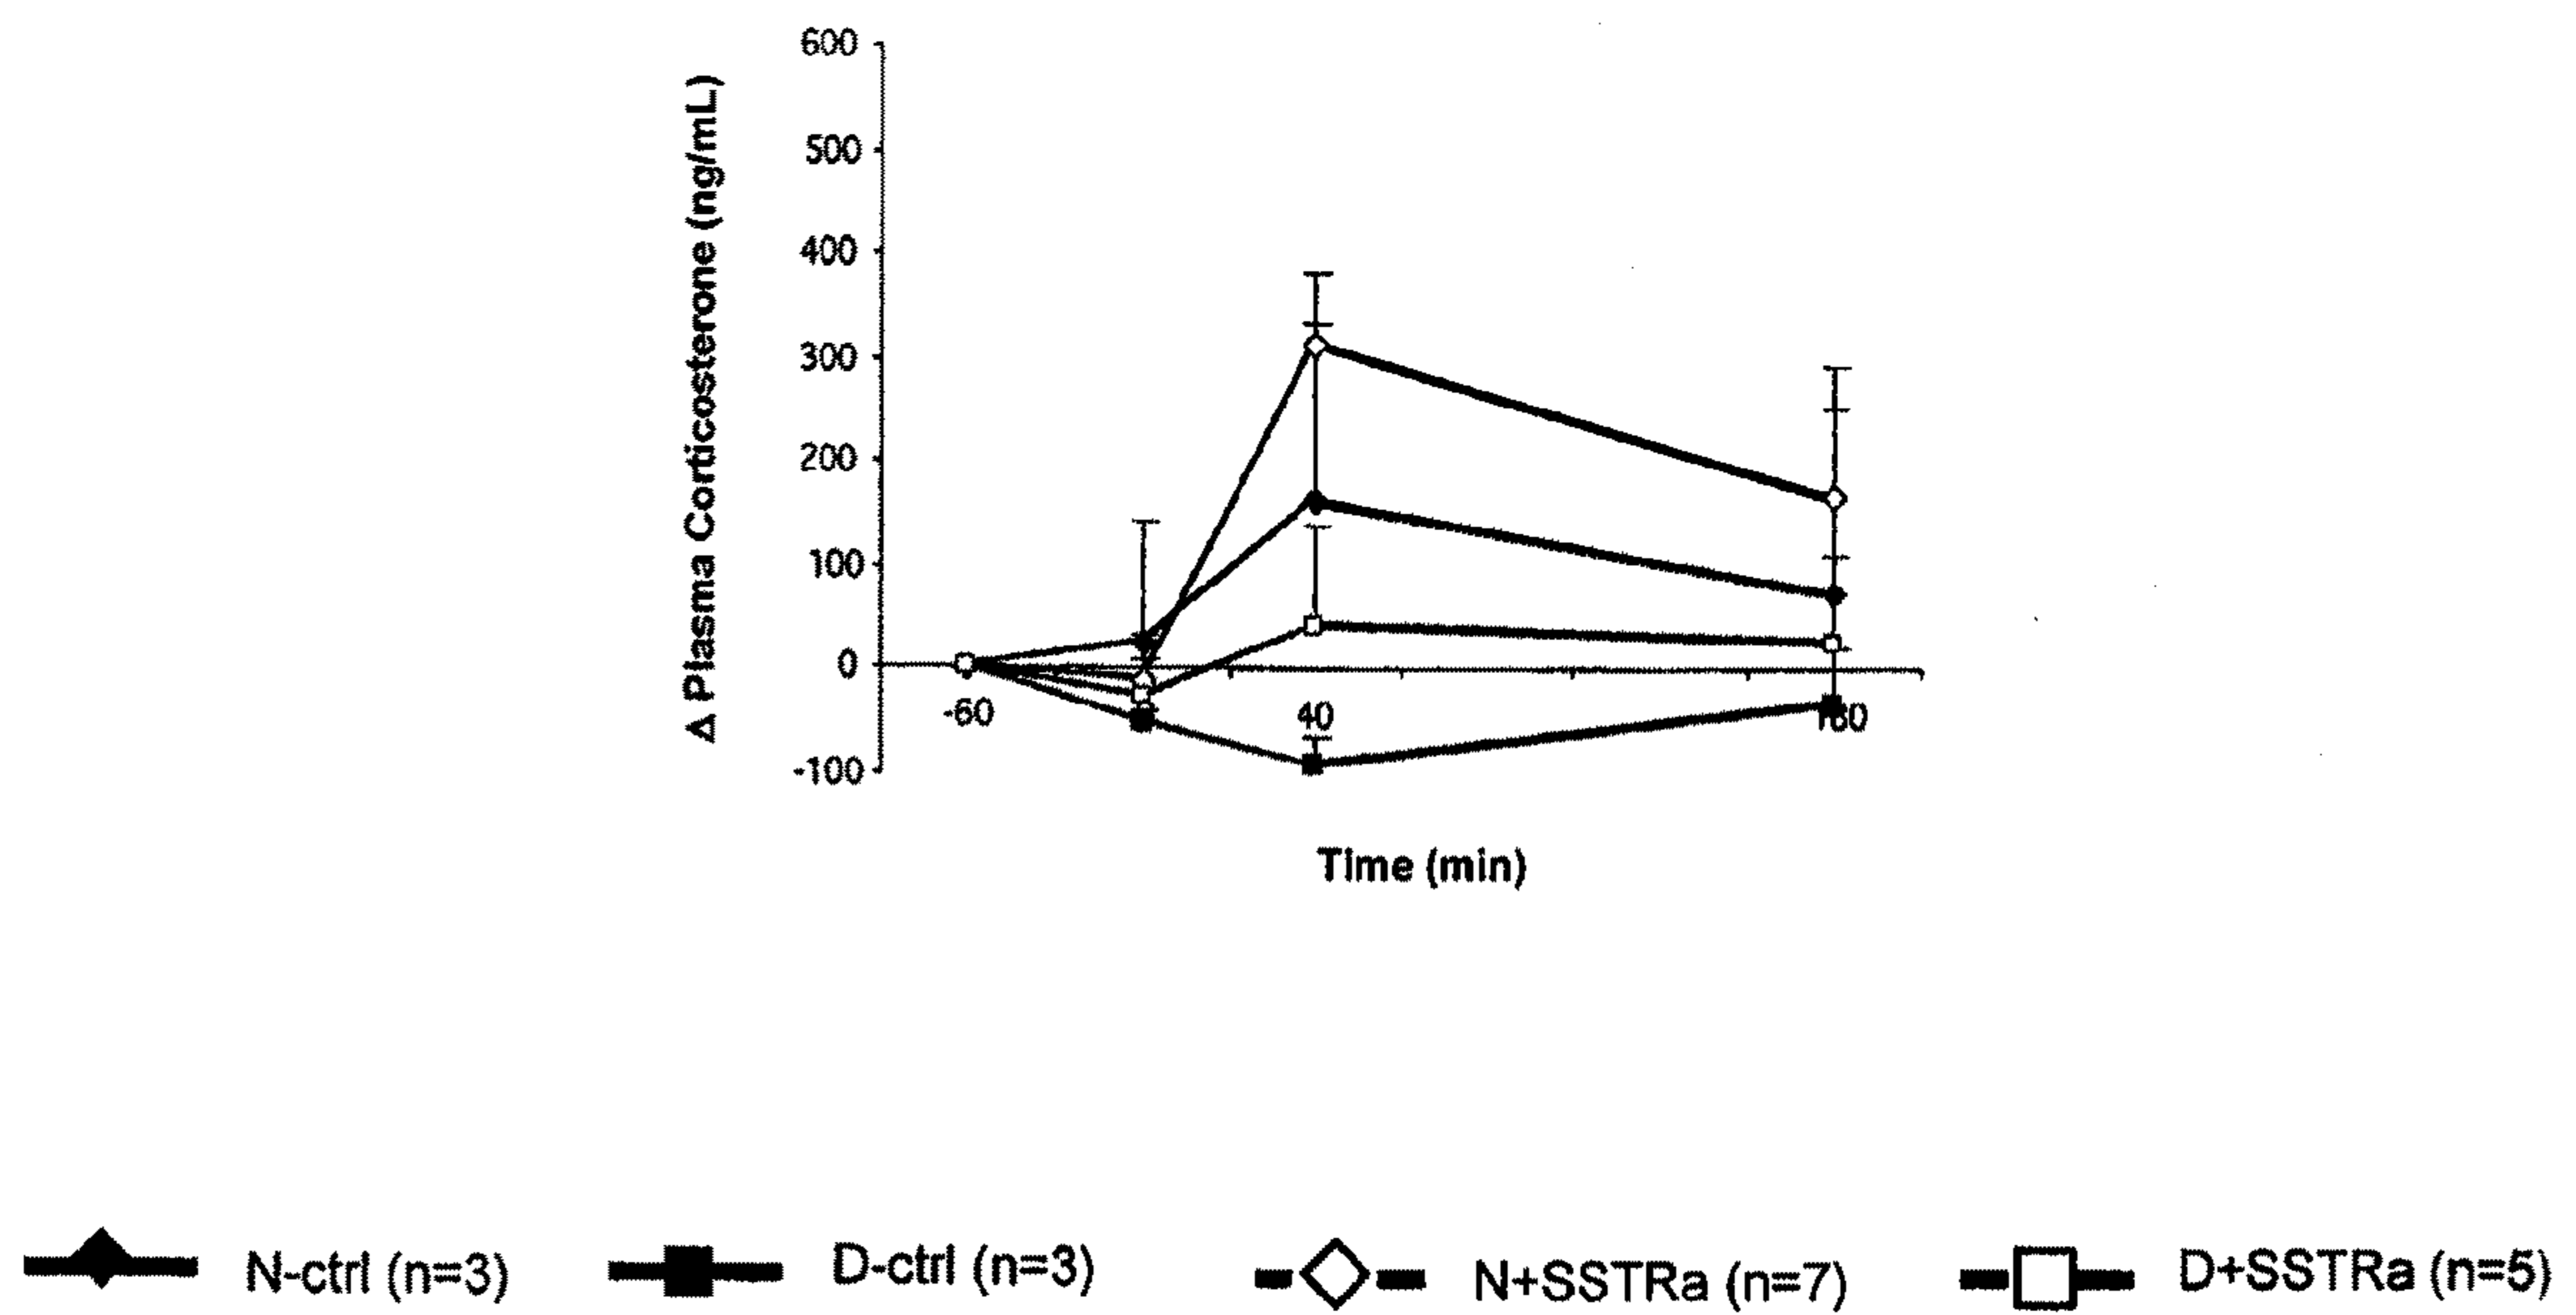 600
500
400
300
200
100
0
-100
Δ Plasma Corticosterone (ng/mL)
-60
40
Time (min)
N-ctrl (n=3)
D-ctrl (n=3)
N+SSTRa (n=7)
D+SSTRa (n=5)